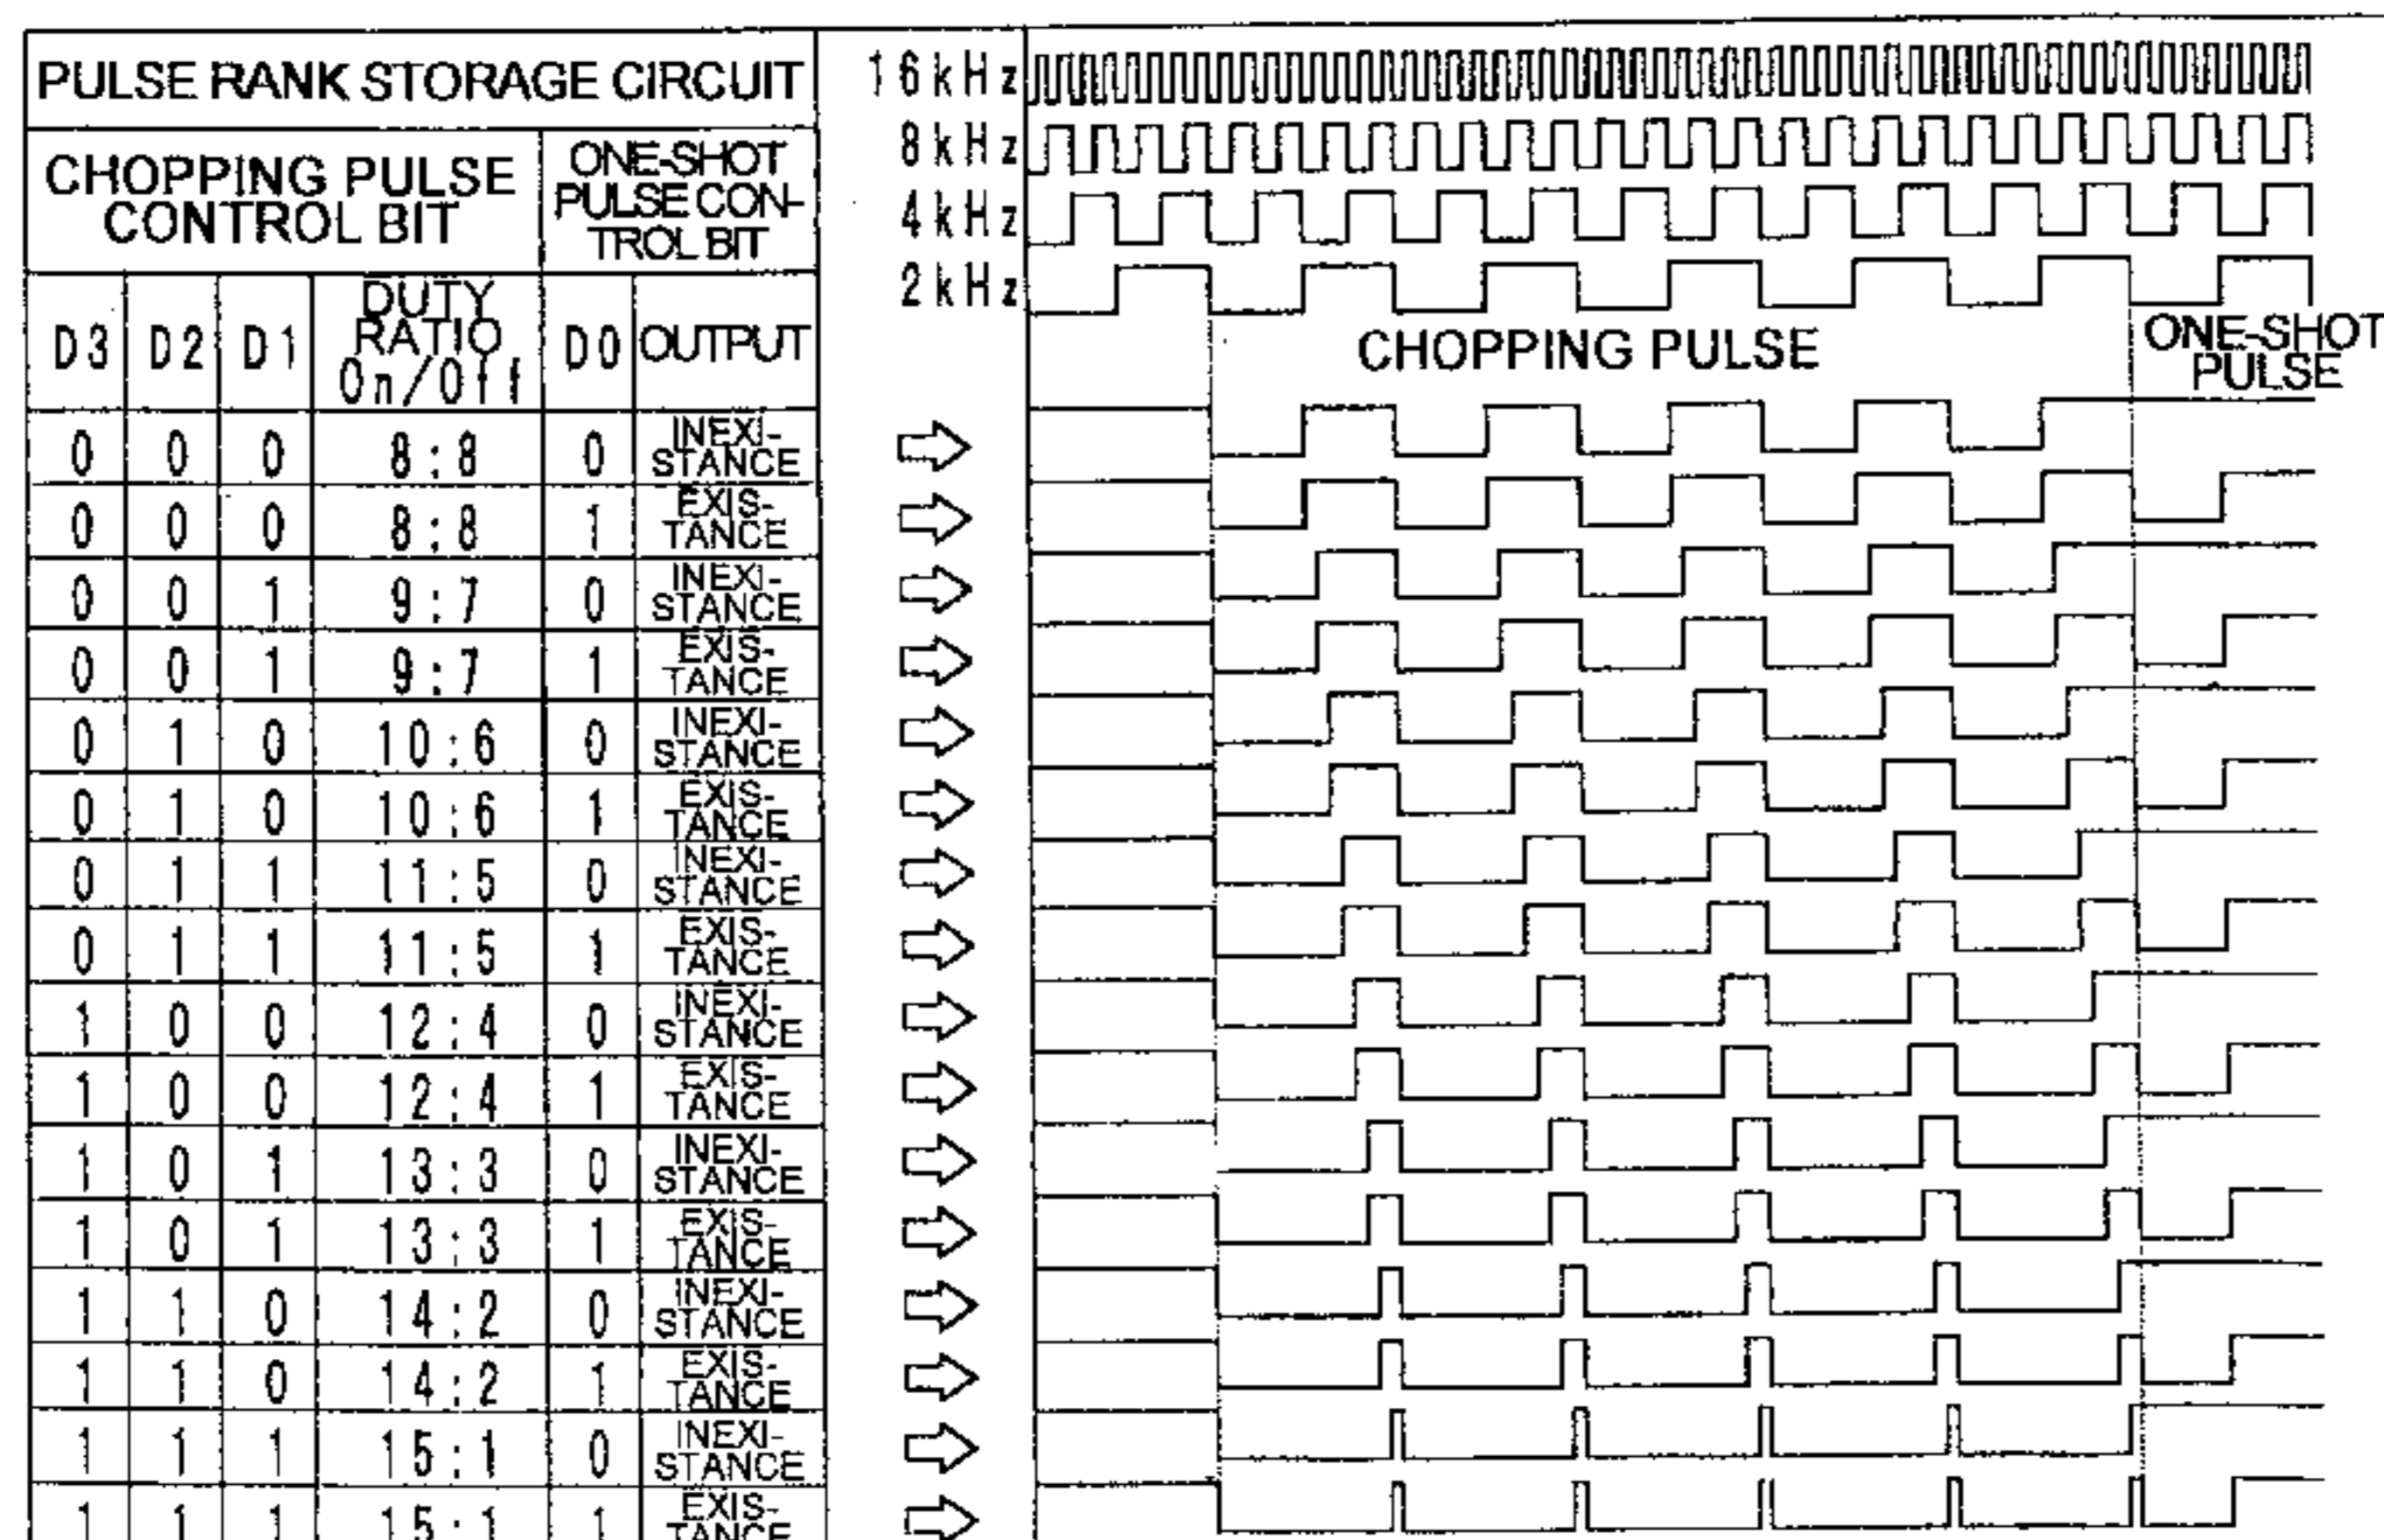 PULSE RANK STORAGE CIRCUIT
CHOPPING PULSE
CONTROL BIT
ONE-SHOT
PULSE CON-
TROL BIT
D3 D2 D1
DUTY
RATIO
On/Off
D0 OUTPUT
16kHz
8kHz
4kHz
2kHz
CHOPPING PULSE
ONE-SHOT
PULSE
0 0 0 8:8 0 INEXI-
STANCE
0 0 0 8:8 1 EXIS-
TANCE
0 0 1 9:7 0 INEXI-
STANCE
0 0 1 9:7 1 EXIS-
TANCE
0 1 0 10:6 0 INEXI-
STANCE
0 1 0 10:6 1 EXIS-
TANCE
0 1 1 11:5 0 INEXI-
STANCE
0 1 1 11:5 1 EXIS-
TANCE
1 0 0 12:4 0 INEXI-
STANCE
1 0 0 12:4 1 EXIS-
TANCE
1 0 1 13:3 0 INEXI-
STANCE
1 0 1 13:3 1 EXIS-
TANCE
1 1 0 14:2 0 INEXI-
STANCE
1 1 0 14:2 1 EXIS-
TANCE
1 1 1 15:1 0 INEXI-
STANCE
1 1 1 15:1 1 EXIS-
TANCE